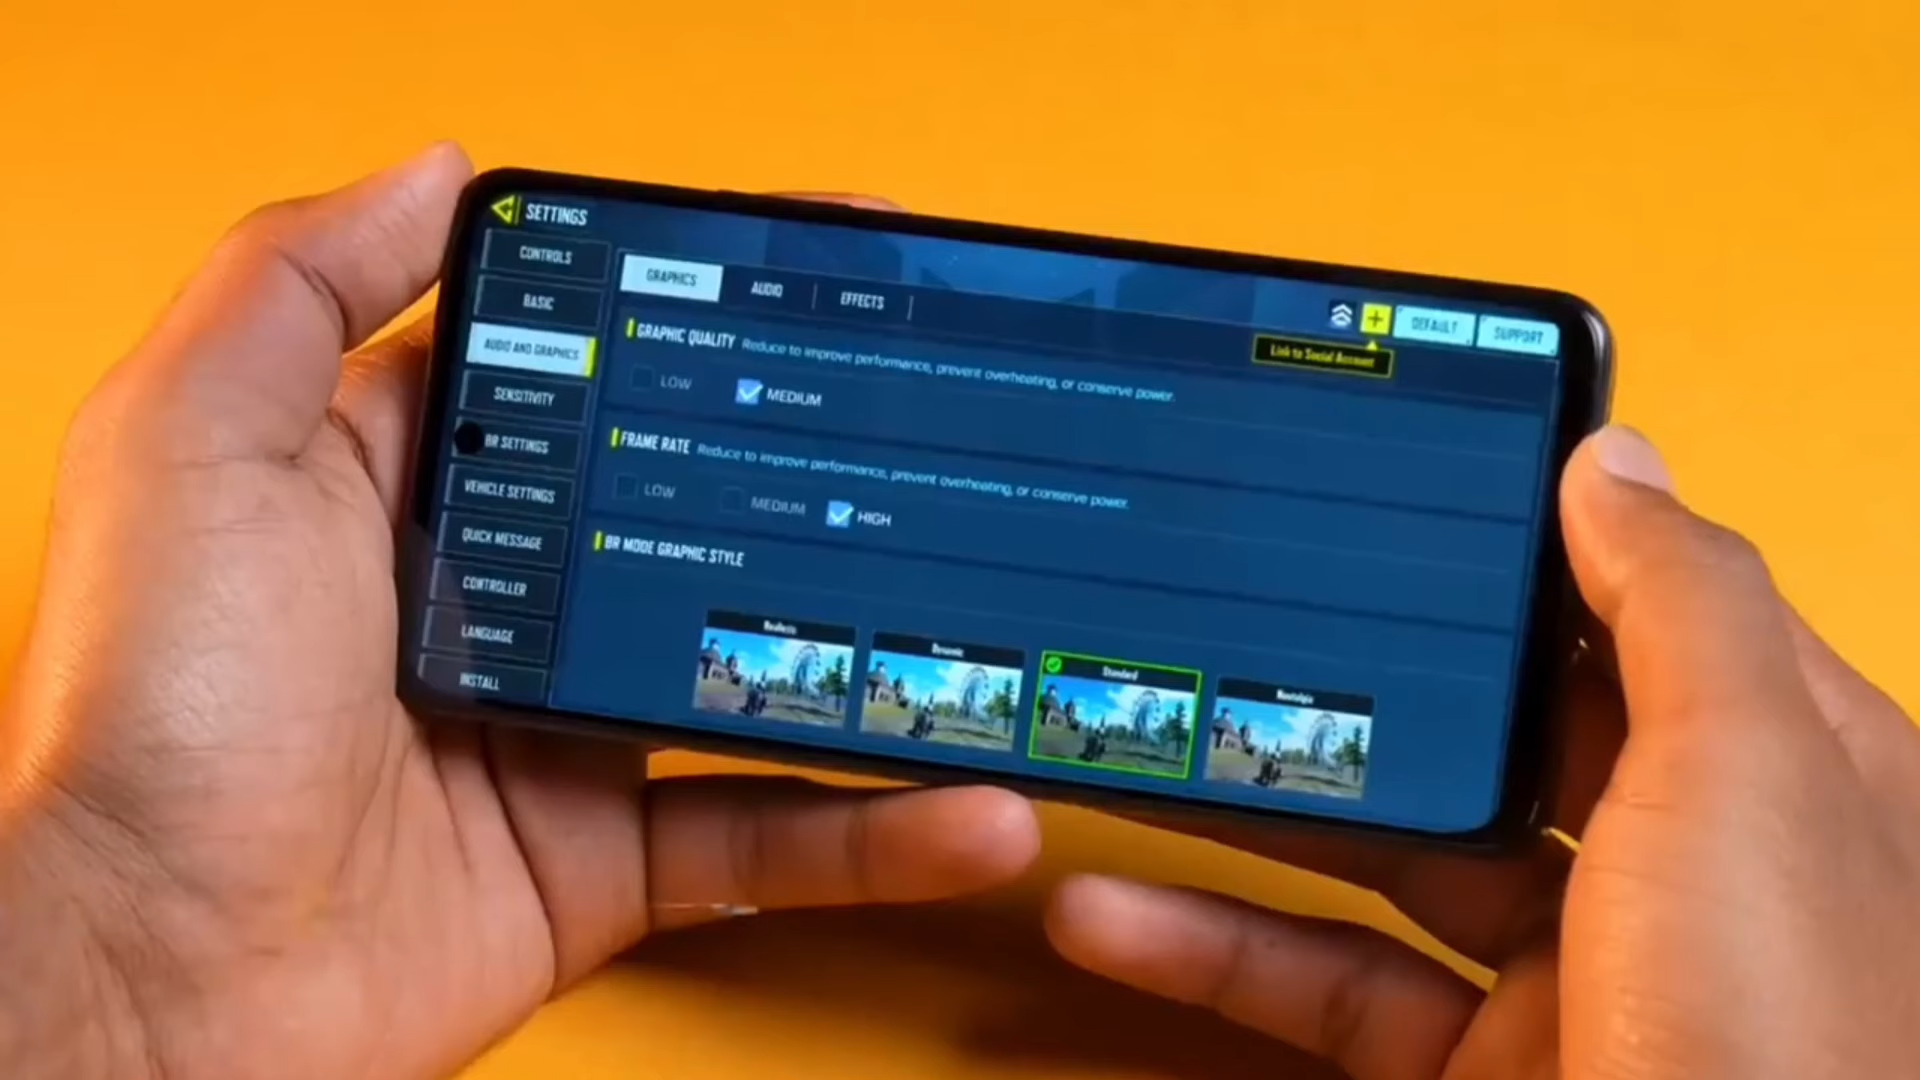 SETTINGS
CONTROLS
BASIC
AUDIO AND GRAPHICS
SENSITIVITY
BR SETTINGS
VEHICLE SETTINGS
QUICK MESSAGE
CONTROLLER
LANGUAGE
INSTALL
GRAPHICS
AUDIO
EFFECTS
+
DEFAULT
SUPPORT
Link to Social Account
GRAPHIC QUALITY Reduce to improve performance, prevent overheating, or conserve power.
LOW
MEDIUM
FRAME RATE Reduce to improve performance, prevent overheating, or conserve power.
LOW
MEDIUM
HIGH
BR MODE GRAPHIC STYLE
Realistic
Dynamic
Standard
Nostalgia